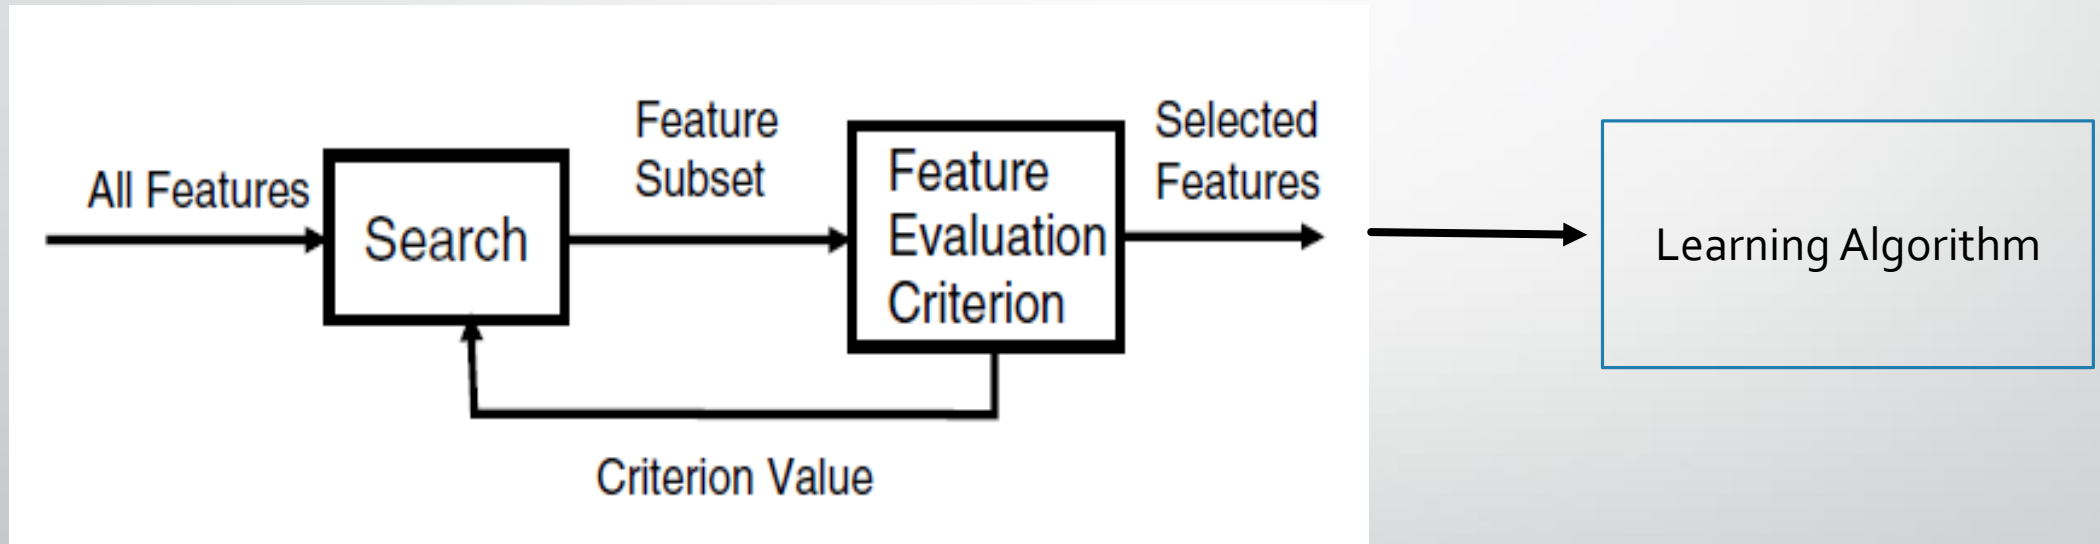 All Features
Search
Feature
Subset
Feature
Evaluation
Criterion
Selected
Features
Criterion Value
Learning Algorithm